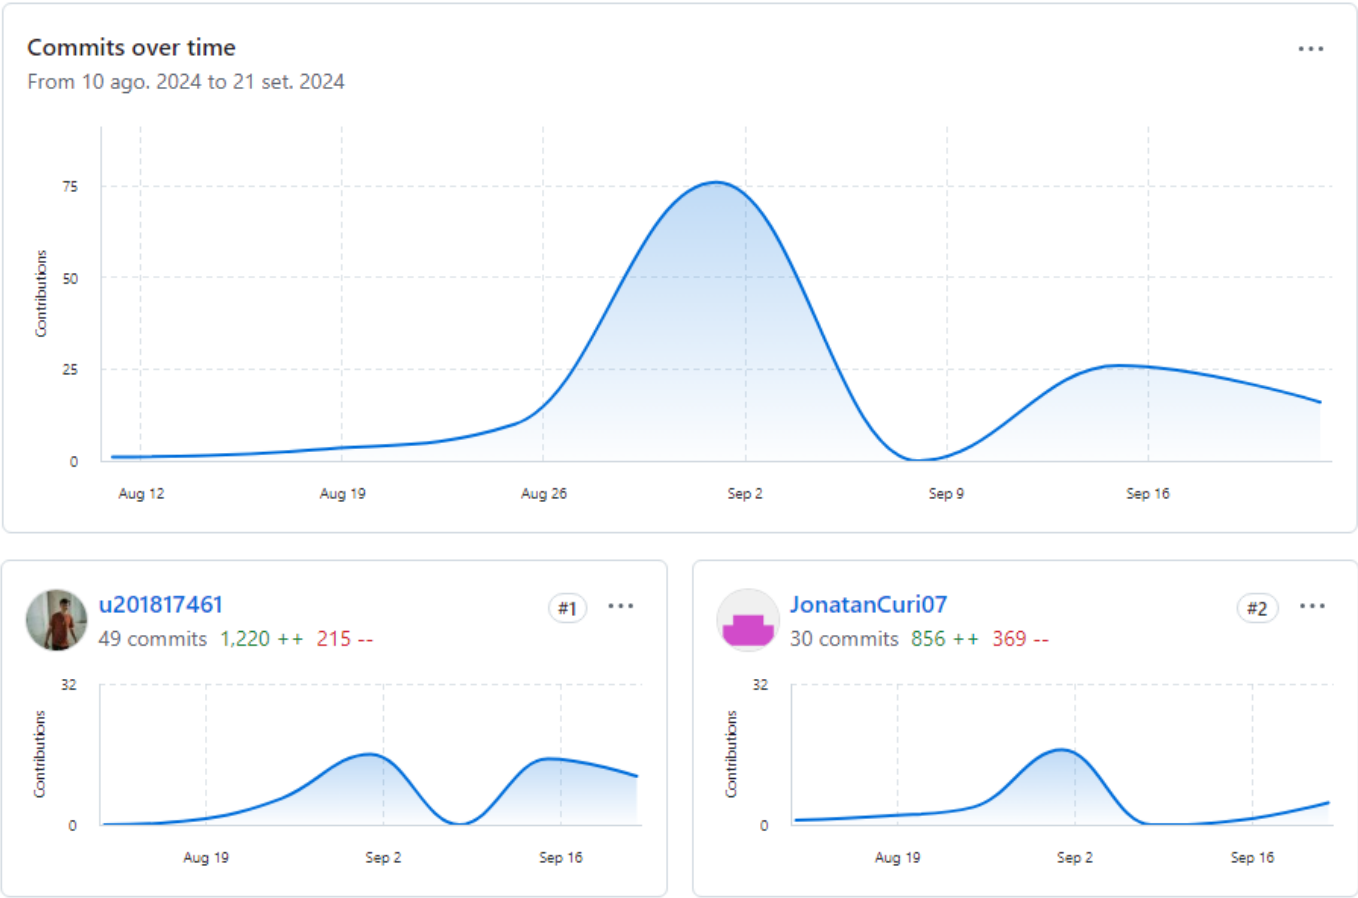 Commits over time
From 10 ago. 2024 to 21 set. 2024
Contributions
75
50
25
0
Aug 12 Aug 19 Aug 26 Sep 2 Sep 9 Sep 16
u201817461 #1
49 commits 1,220 ++ 215 --
Contributions
32
0
Aug 19 Sep 2 Sep 16
JonatanCuri07 #2
30 commits 856 ++ 369 --
Contributions
32
0
Aug 19 Sep 2 Sep 16